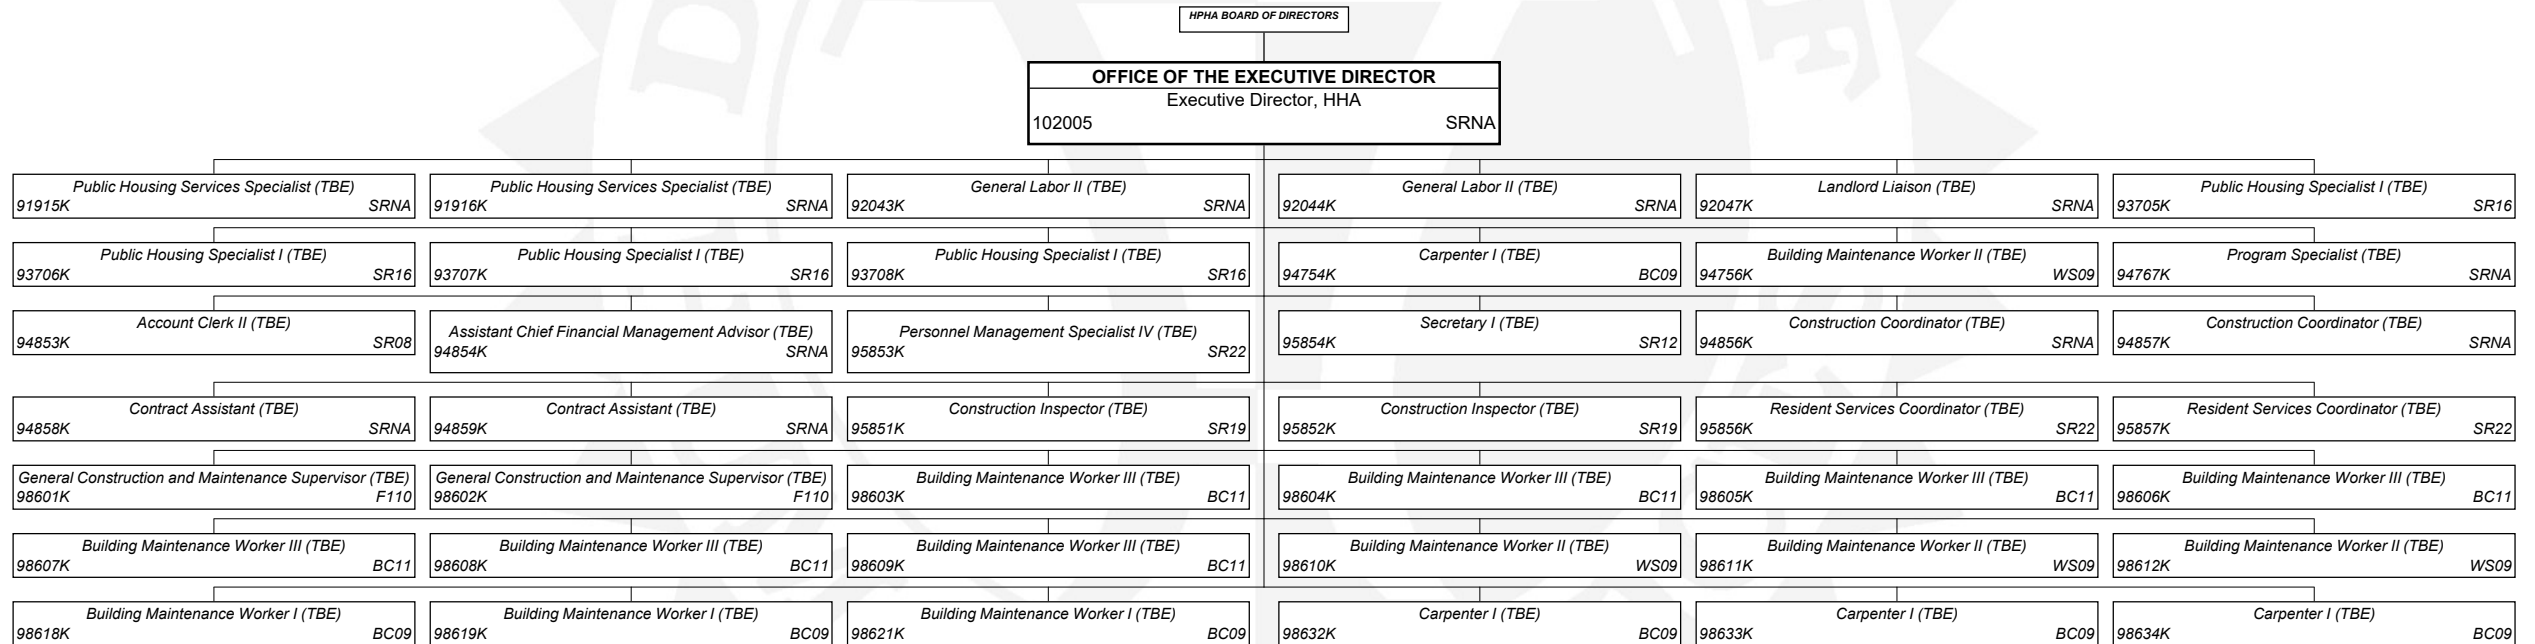 HPHA BOARD OF DIRECTORS
OFFICE OF THE EXECUTIVE DIRECTOR
Executive Director, HHA
102005 SRNA
Public Housing Services Specialist (TBE)
91915K SRNA
Public Housing Services Specialist (TBE)
91916K SRNA
General Labor II (TBE)
92043K SRNA
General Labor II (TBE)
92044K SRNA
Landlord Liaison (TBE)
92047K SRNA
Public Housing Specialist I (TBE)
93705K SR16
Public Housing Specialist I (TBE)
93706K SR16
Public Housing Specialist I (TBE)
93707K SR16
Public Housing Specialist I (TBE)
93708K SR16
Carpenter I (TBE)
94754K BC09
Building Maintenance Worker II (TBE)
94756K WS09
Program Specialist (TBE)
94767K SRNA
Account Clerk II (TBE)
94853K SR08
Assistant Chief Financial Management Advisor (TBE)
94854K SRNA
Personnel Management Specialist IV (TBE)
95853K SR22
Secretary I (TBE)
95854K SR12
Construction Coordinator (TBE)
94856K SRNA
Construction Coordinator (TBE)
94857K SRNA
Contract Assistant (TBE)
94858K SRNA
Contract Assistant (TBE)
94859K SRNA
Construction Inspector (TBE)
95851K SR19
Construction Inspector (TBE)
95852K SR19
Resident Services Coordinator (TBE)
95856K SR22
Resident Services Coordinator (TBE)
95857K SR22
General Construction and Maintenance Supervisor (TBE)
98601K F110
General Construction and Maintenance Supervisor (TBE)
98602K F110
Building Maintenance Worker III (TBE)
98603K BC11
Building Maintenance Worker III (TBE)
98604K BC11
Building Maintenance Worker III (TBE)
98605K BC11
Building Maintenance Worker III (TBE)
98606K BC11
Building Maintenance Worker III (TBE)
98607K BC11
Building Maintenance Worker III (TBE)
98608K BC11
Building Maintenance Worker III (TBE)
98609K BC11
Building Maintenance Worker II (TBE)
98610K WS09
Building Maintenance Worker II (TBE)
98611K WS09
Building Maintenance Worker II (TBE)
98612K WS09
Building Maintenance Worker I (TBE)
98618K BC09
Building Maintenance Worker I (TBE)
98619K BC09
Building Maintenance Worker I (TBE)
98621K BC09
Carpenter I (TBE)
98632K BC09
Carpenter I (TBE)
98633K BC09
Carpenter I (TBE)
98634K BC09